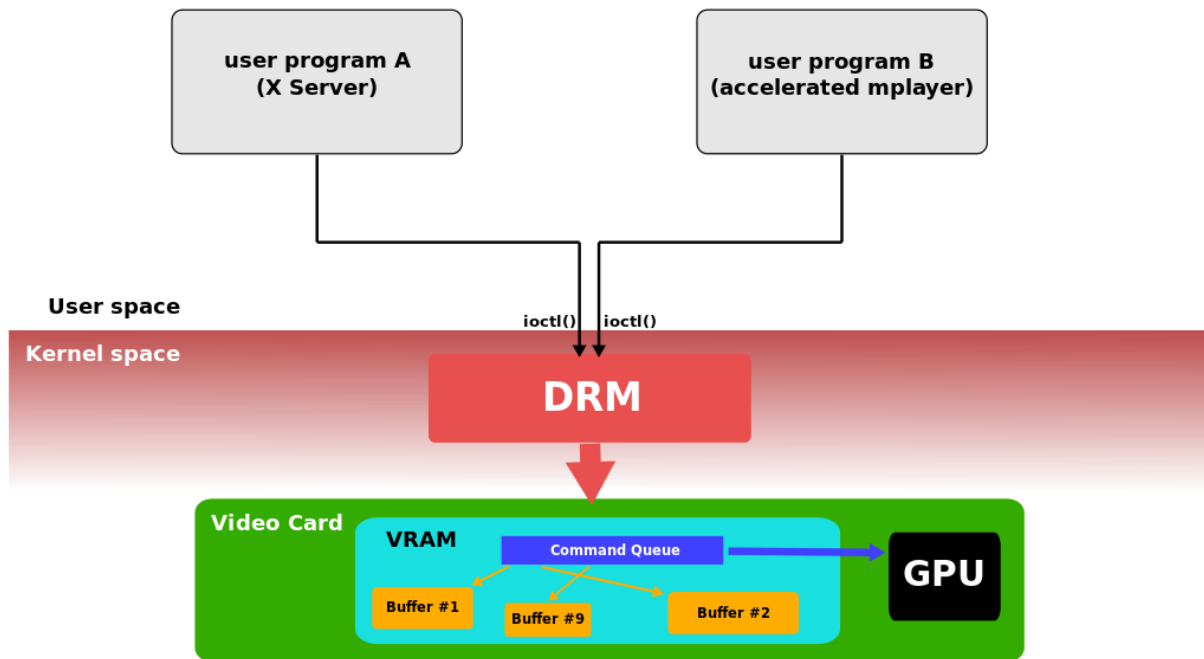 user program A
(X Server)
user program B
(accelerated mplayer)
User space
ioctl()
ioctl()
Kernel space
DRM
Video Card
VRAM
Command Queue
GPU
Buffer #1
Buffer #9
Buffer #2